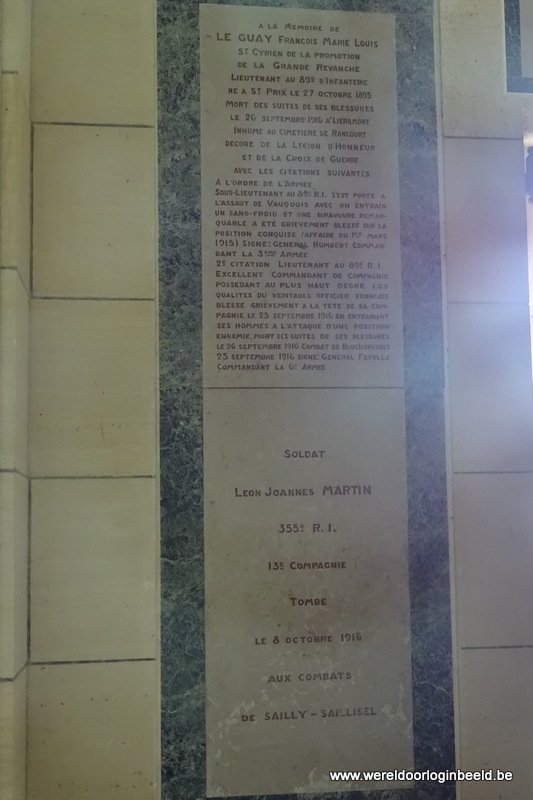 A LA MEMOIRE DE
LE GUAY FRANCOIS MARIE LOUIS
ST CYRIEN DE LA PROMOTION
DE LA GRANDE REVANCHE
LIEUTENANT AU 89E D'INFANTERIE
NE A ST PRIX LE 27 OCTOBRE 1895
MORT DES SUITES DE SES BLESSURES
LE 26 SEPTEMBRE 1916 A LIERAMONT
INHUME AU CIMETIERE DE RANCOURT
DECORE DE LA LEGION D'HONNEUR
ET DE LA CROIX DE GUERRE
AVEC LES CITATIONS SUIVANTES
A L'ORDRE DE L'ARMEE
SOUS-LIEUTENANT AU 89E R.I. S'EST PORTE A
L'ASSAUT DE VAUQUOIS AVEC UN ENTRAIN
UN SANG-FROID ET UNE BRAVOURE REMAR-
QUABLE A ETE GRIEVEMENT BLESSE SUR LA
POSITION CONQUISE (AFFAIRE DU 1ER MARS
1915) SIGNE: GENERAL HUMBERT COMMAN-
DANT LA 3EME ARMEE
2E CITATION LIEUTENANT AU 89E R.I.
EXCELLENT COMMANDANT DE COMPAGNIE
POSSEDANT AU PLUS HAUT DEGRE LES
QUALITES DU VERITABLE OFFICIER FRANCAIS
BLESSE GRIEVEMENT A LA TETE DE SA COM-
PAGNIE LE 25 SEPTEMBRE 1916 EN ENTRAINANT
SES HOMMES A L'ATTAQUE D'UNE POSITION
ENNEMIE, MORT DES SUITES DE SES BLESSURES
LE 26 SEPTEMBRE 1916 COMBAT DE BOUCHAVESNES
25 SEPTEMBRE 1916 SIGNE: GENERAL FAYOLLE
COMMANDANT LA 6E ARMEE
SOLDAT
LEON JOANNES MARTIN
355E R.I.
13E COMPAGNIE
TOMBE
LE 8 OCTOBRE 1916
AUX COMBATS
DE SAILLY-SAILLISEL
www.wereldoorloginbeeld.be